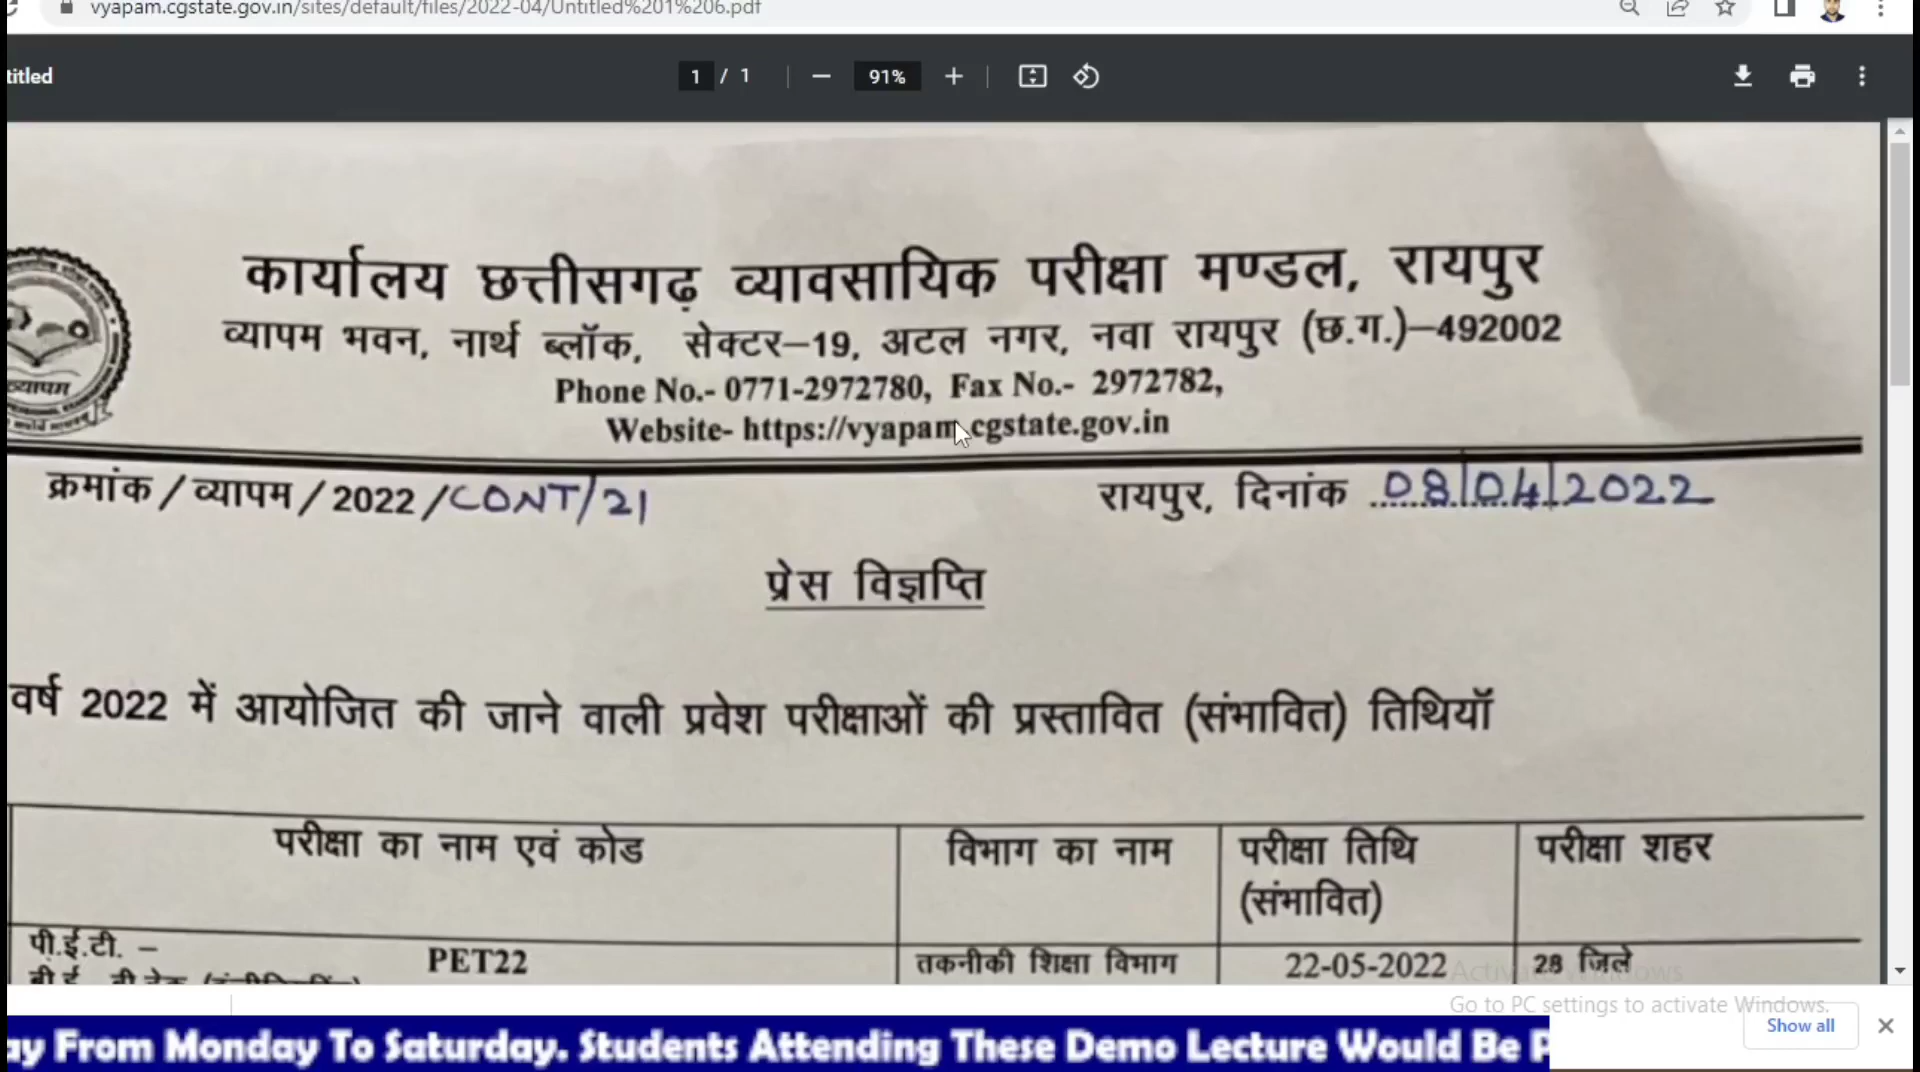 vyapam.cgstate.gov.in/sites/default/files/2022-04/Untitled%201%206.pdf
titled
1 / 1
91%
कार्यालय छत्तीसगढ़ व्यावसायिक परीक्षा मण्डल, रायपुर
व्यापम भवन, नार्थ ब्लॉक, सेक्टर–19, अटल नगर, नवा रायपुर (छ.ग.)–492002
Phone No.- 0771-2972780, Fax No.- 2972782,
Website- https://vyapam.cgstate.gov.in
व्यापम
क्रमांक / व्यापम / 2022 / CONT/21
रायपुर, दिनांक 08/04/2022
प्रेस विज्ञप्ति
वर्ष 2022 में आयोजित की जाने वाली प्रवेश परीक्षाओं की प्रस्तावित (संभावित) तिथियॉ
परीक्षा का नाम एवं कोड
विभाग का नाम
परीक्षा तिथि
(संभावित)
परीक्षा शहर
पी.ई.टी. –
PET22
तकनीकी शिक्षा विभाग
22-05-2022
28 जिले
Activate Windows
Go to PC settings to activate Windows.
Show all
ay From Monday To Saturday. Students Attending These Demo Lecture Would Be P